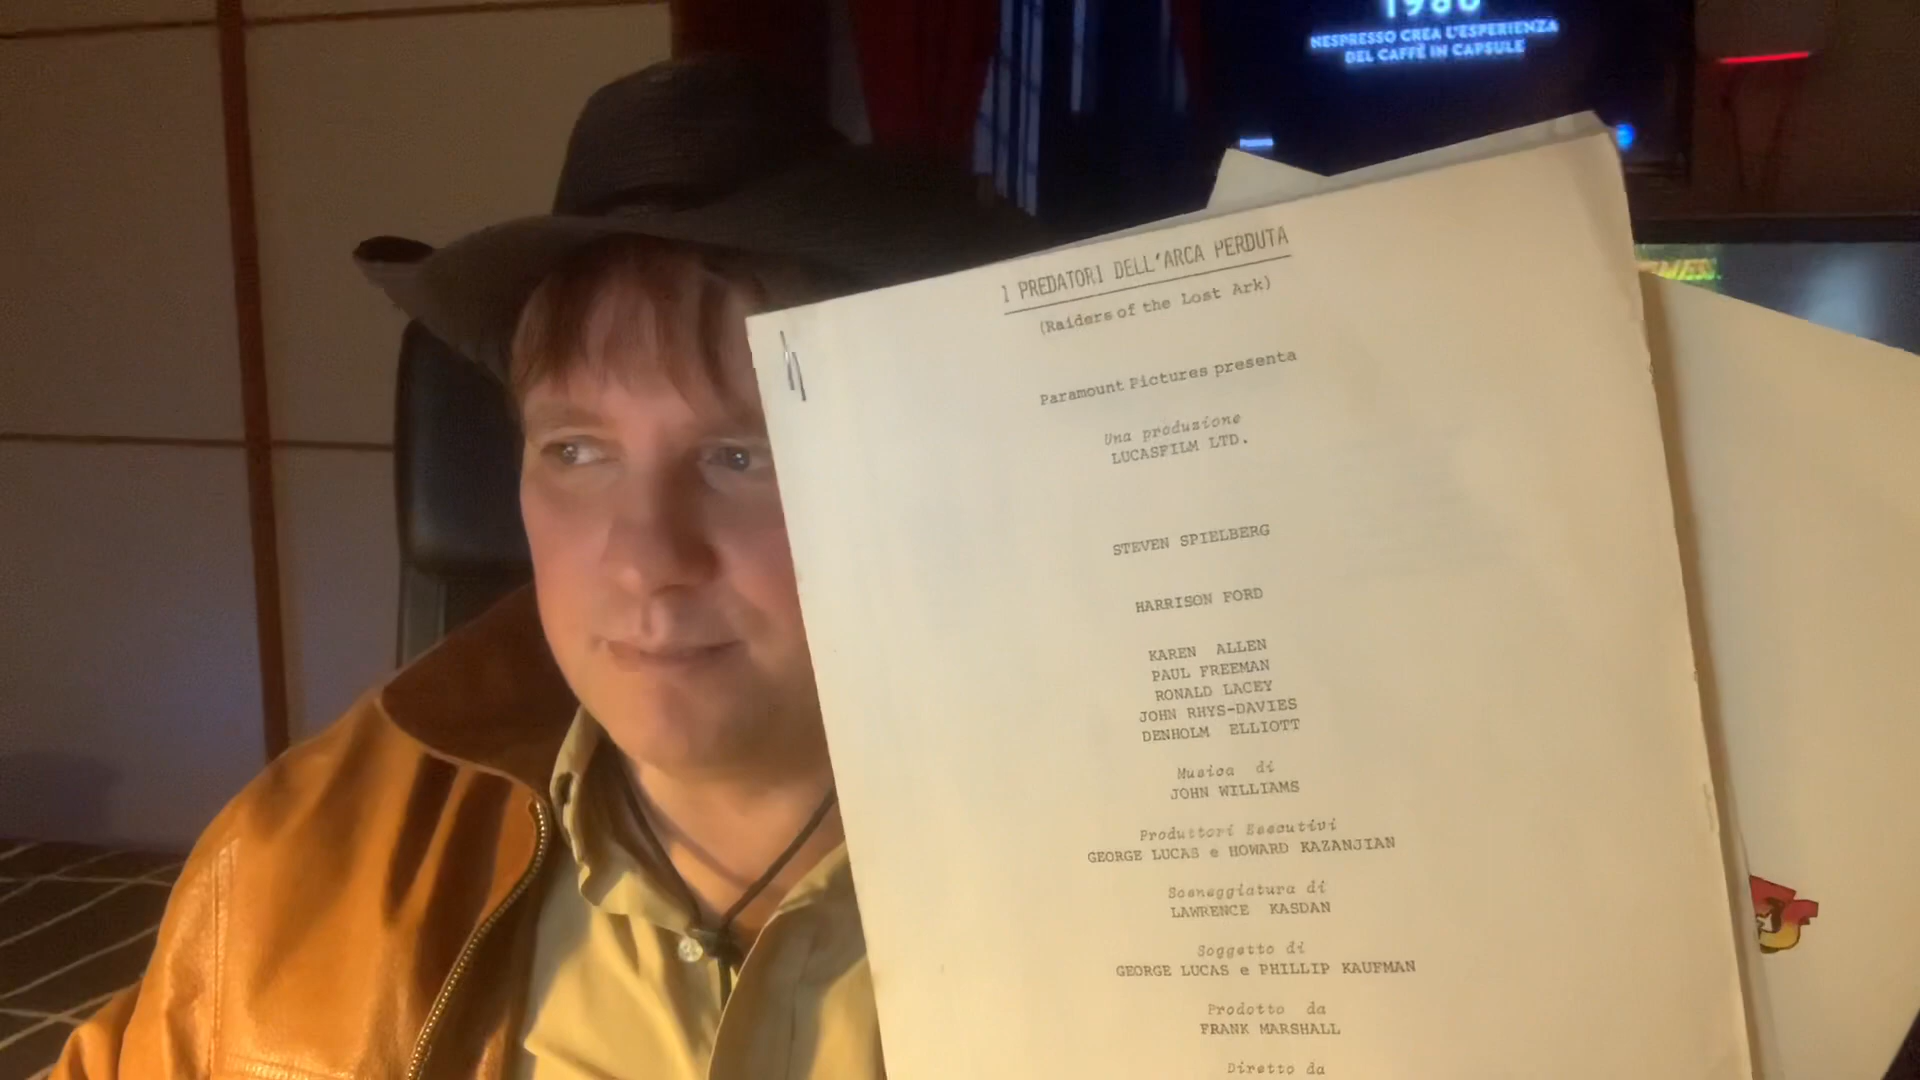 1986
NESPRESSO CREA L'ESPERIENZA
DEL CAFFÈ IN CAPSULE
I PREDATORI DELL'ARCA PERDUTA
(Raiders of the Lost Ark)
Paramount Pictures presenta
Una produzione
LUCASFILM LTD.
STEVEN SPIELBERG
HARRISON FORD
KAREN ALLEN
PAUL FREEMAN
RONALD LACEY
JOHN RHYS-DAVIES
DENHOLM ELLIOTT
Musica di
JOHN WILLIAMS
Produttori Esecutivi
GEORGE LUCAS e HOWARD KAZANJIAN
Sceneggiatura di
LAWRENCE KASDAN
Soggetto di
GEORGE LUCAS e PHILLIP KAUFMAN
Prodotto da
FRANK MARSHALL
Diretto da